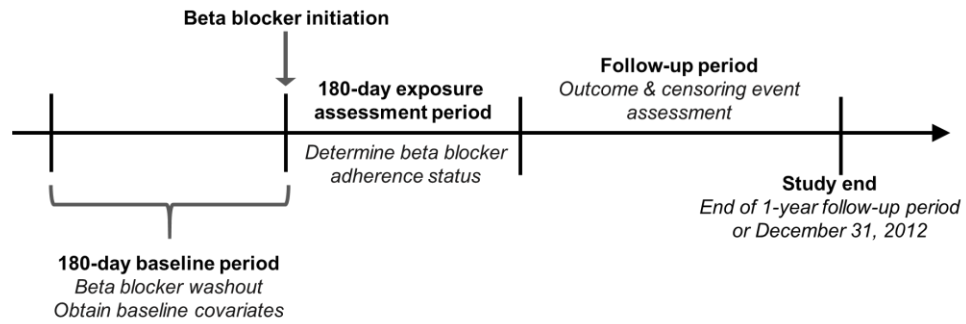 Beta blocker initiation
180-day exposure
assessment period
Determine beta blocker
adherence status
Follow-up period
Outcome & censoring event
assessment
Study end
End of 1-year follow-up period
or December 31, 2012
180-day baseline period
Beta blocker washout
Obtain baseline covariates